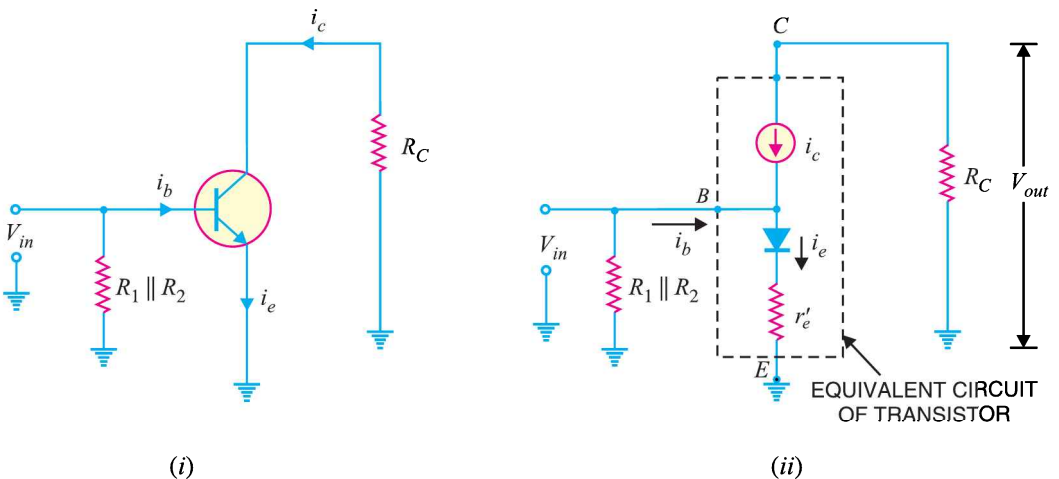 i_c
R_C
i_b
V_in
R_1 || R_2
i_e
(i)
C
i_c
R_C
V_out
B
i_b
V_in
i_e
R_1 || R_2
r'_e
E
EQUIVALENT CIRCUIT
OF TRANSISTOR
(ii)